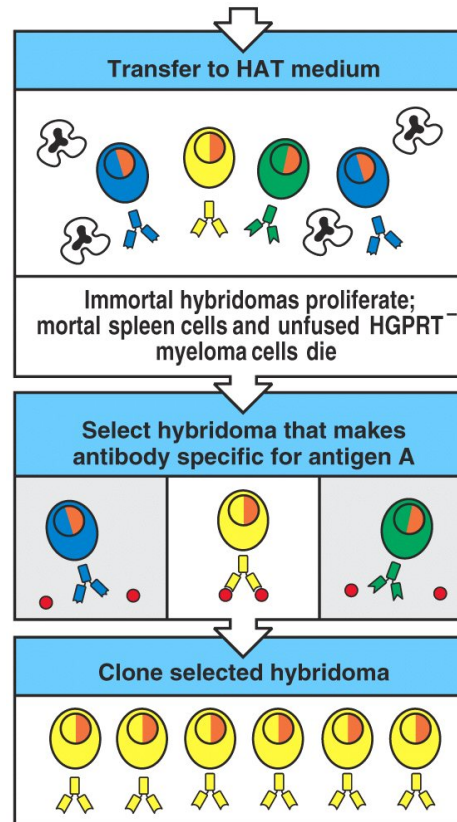 Transfer to HAT medium
Immortal hybridomas proliferate;
mortal spleen cells and unfused HGPRT⁻
myeloma cells die
Select hybridoma that makes
antibody specific for antigen A
Clone selected hybridoma